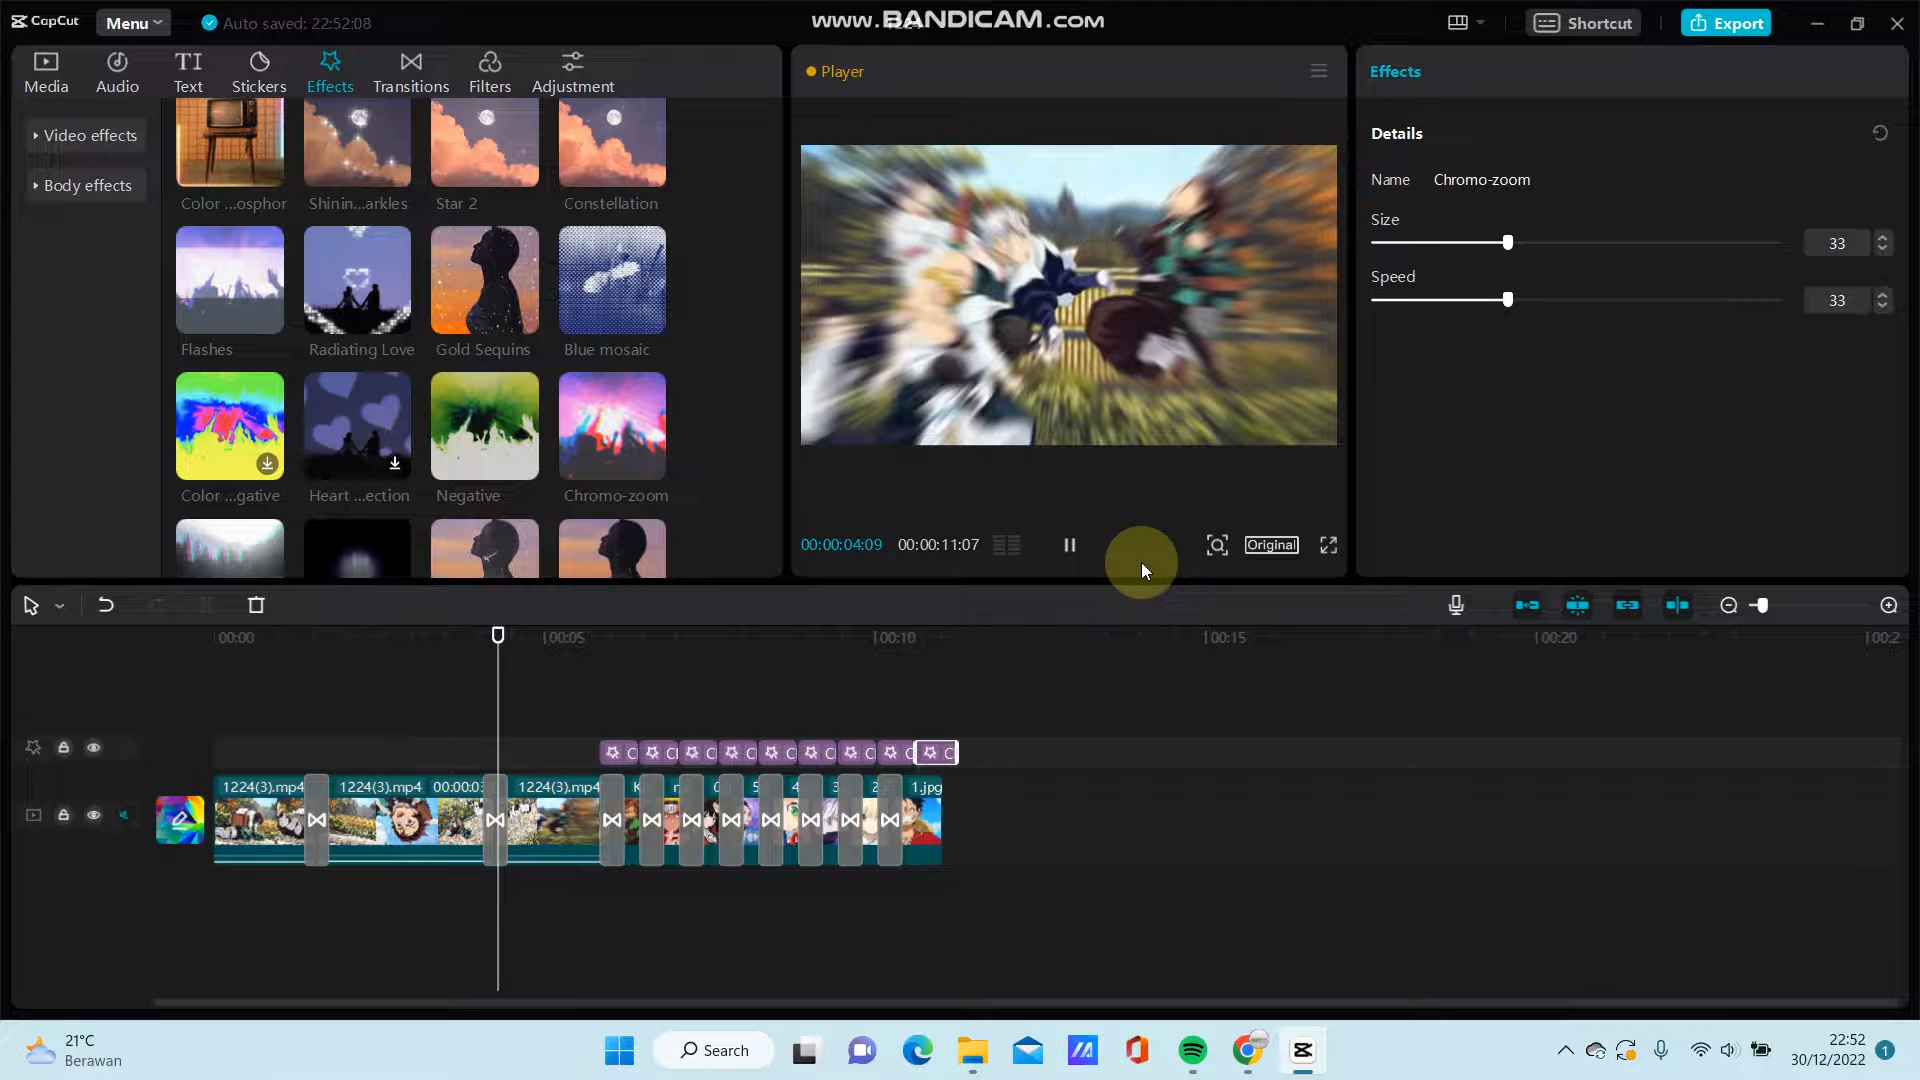 CapCut
Menu
Auto saved: 22:52:08
www.BANDICAM.com
Shortcut
Export
Media
Audio
Text
Stickers
Effects
Transitions
Filters
Adjustment
Player
Effects
Video effects
Body effects
Color ...osphor
Shinin...arkles
Star 2
Constellation
Flashes
Radiating Love
Gold Sequins
Blue mosaic
Color ...gative
Heart ...ection
Negative
Chromo-zoom
Details
Name Chromo-zoom
Size
33
Speed
33
00:00:04:09 00:00:11:07
Original
00:00
00:05
00:10
00:15
00:20
00:2
1224(3).mp4
1224(3).mp4 00:00:03
1224(3).mp4
1.jpg
21°C
Berawan
Search
22:52
30/12/2022
1